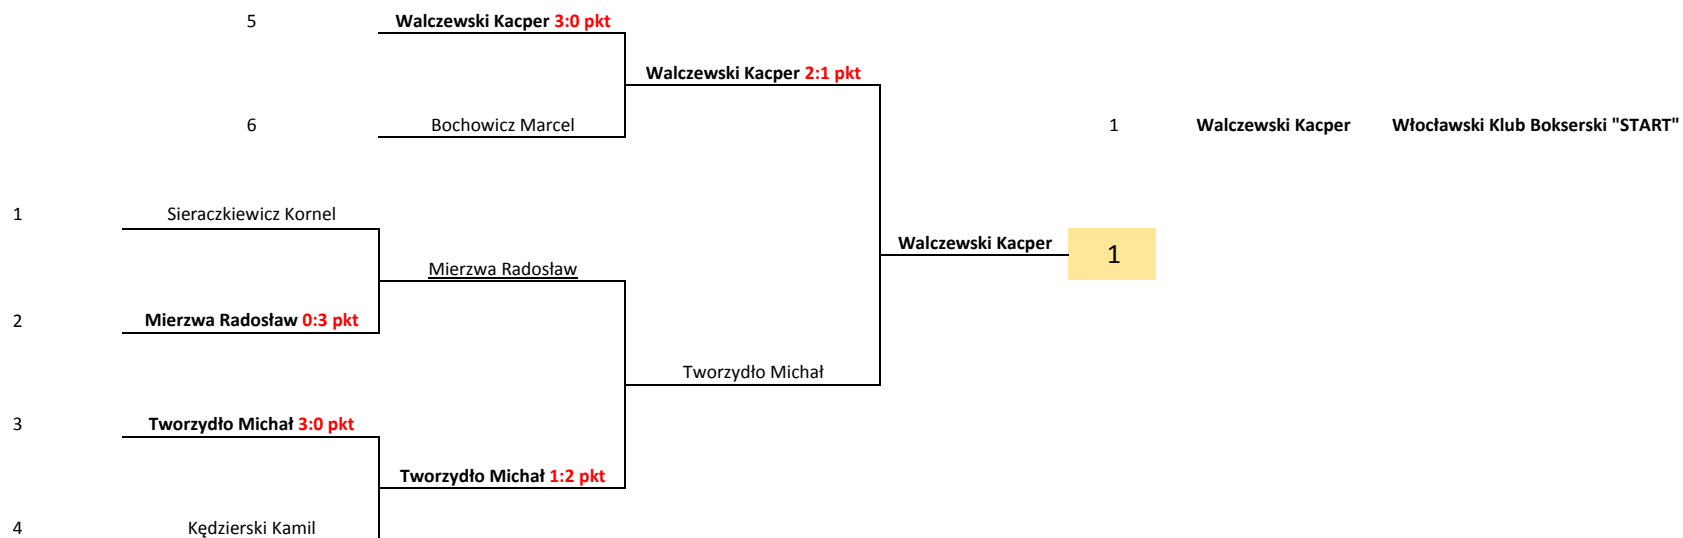 5 Walczewski Kacper 3:0 pkt
Walczewski Kacper 2:1 pkt
6 Bochowicz Marcel 1 Walczewski Kacper Włocławski Klub Bokserski "START"
1 Sieraczkiewicz Kornel
Walczewski Kacper 1
Mierzwa Radosław
2 Mierzwa Radosław 0:3 pkt
Tworzydło Michał
3 Tworzydło Michał 3:0 pkt
Tworzydło Michał 1:2 pkt
4 Kędzierski Kamil